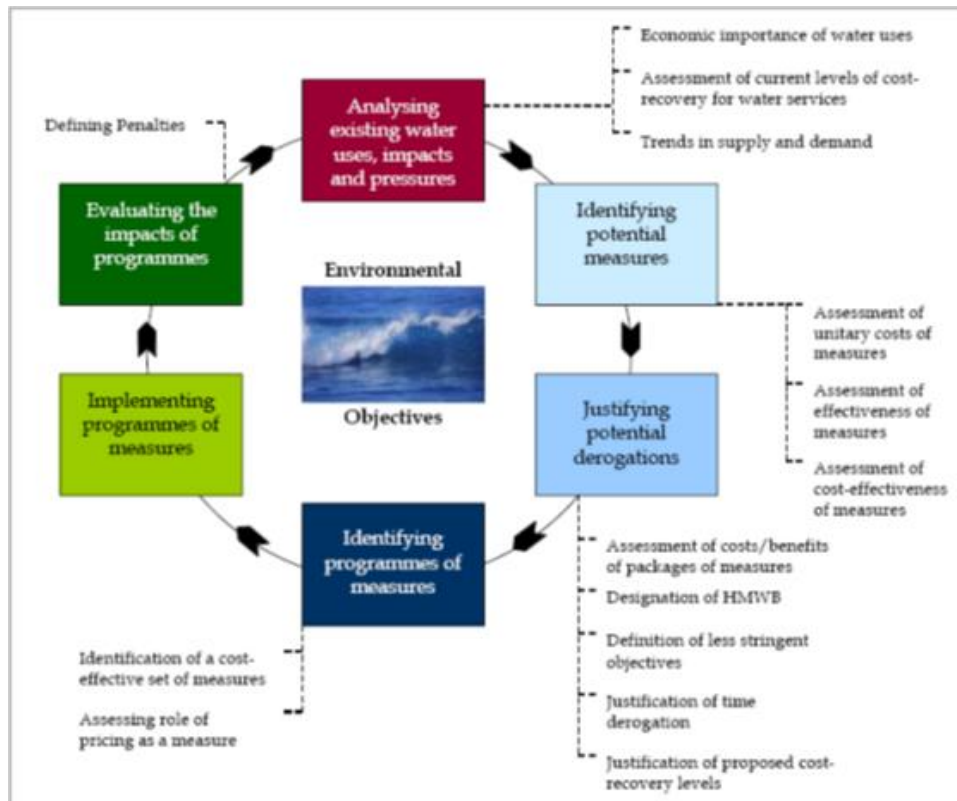 Economic importance of water uses
Assessment of current levels of cost-
recovery for water services
Trends in supply and demand
Analysing
existing water
uses, impacts
and pressures
Defining Penalties
Evaluating the
impacts of
programmes
Identifying
potential
measures
Environmental
Objectives
Assessment of
unitary costs of
measures
Assessment of
effectiveness of
measures
Assessment of
cost-effectiveness
of measures
Implementing
programmes of
measures
Justifying
potential
derogations
Identifying
programmes of
measures
Assessment of costs/benefits
of packages of measures
Designation of HMWB
Definition of less stringent
objectives
Justification of time
derogation
Justification of proposed cost-
recovery levels
Identification of a cost-
effective set of measures
Assessing role of
pricing as a measure